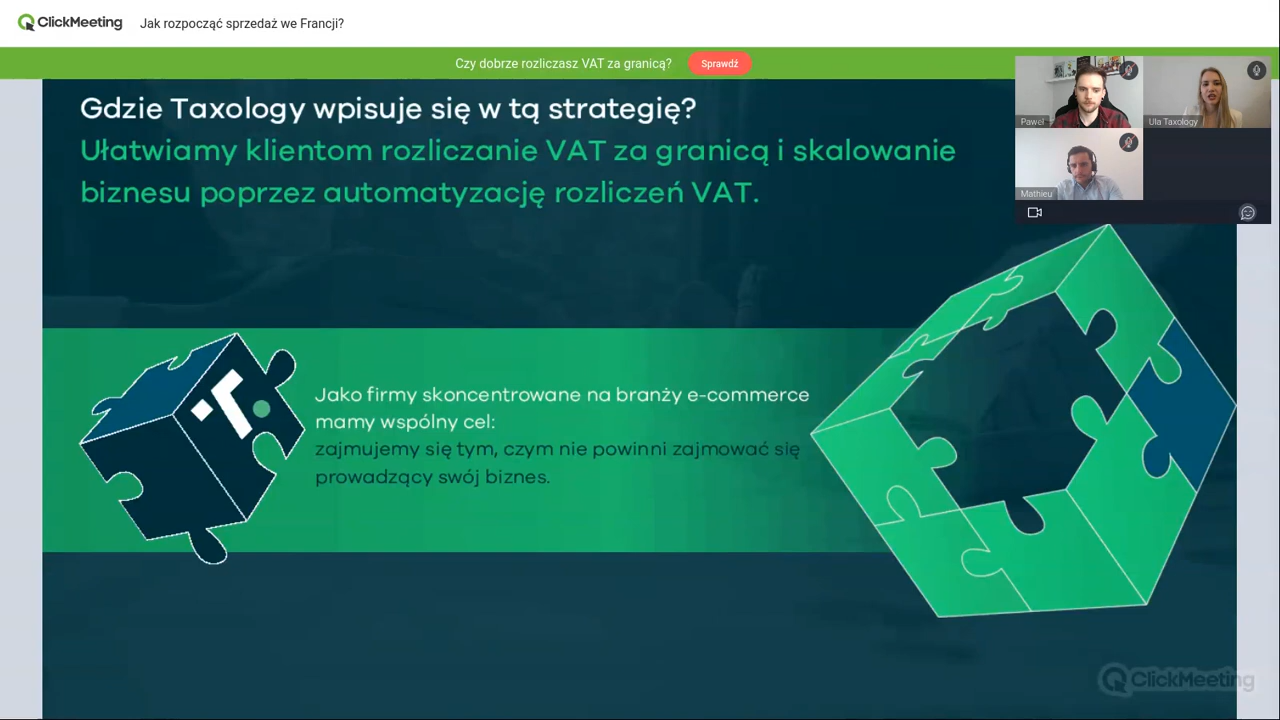 ClickMeeting Jak rozpocząć sprzedaż we Francji?
Czy dobrze rozliczasz VAT za granicą? Sprawdź
Gdzie Taxology wpisuje się w tą strategię?
Ułatwiamy klientom rozliczanie VAT za granicą i skalowanie
biznesu poprzez automatyzację rozliczeń VAT.
Paweł
Ula Taxology
Mathieu
Jako firmy skoncentrowane na branży e-commerce
mamy wspólny cel:
zajmujemy się tym, czym nie powinni zajmować się
prowadzący swój biznes.
ClickMeeting